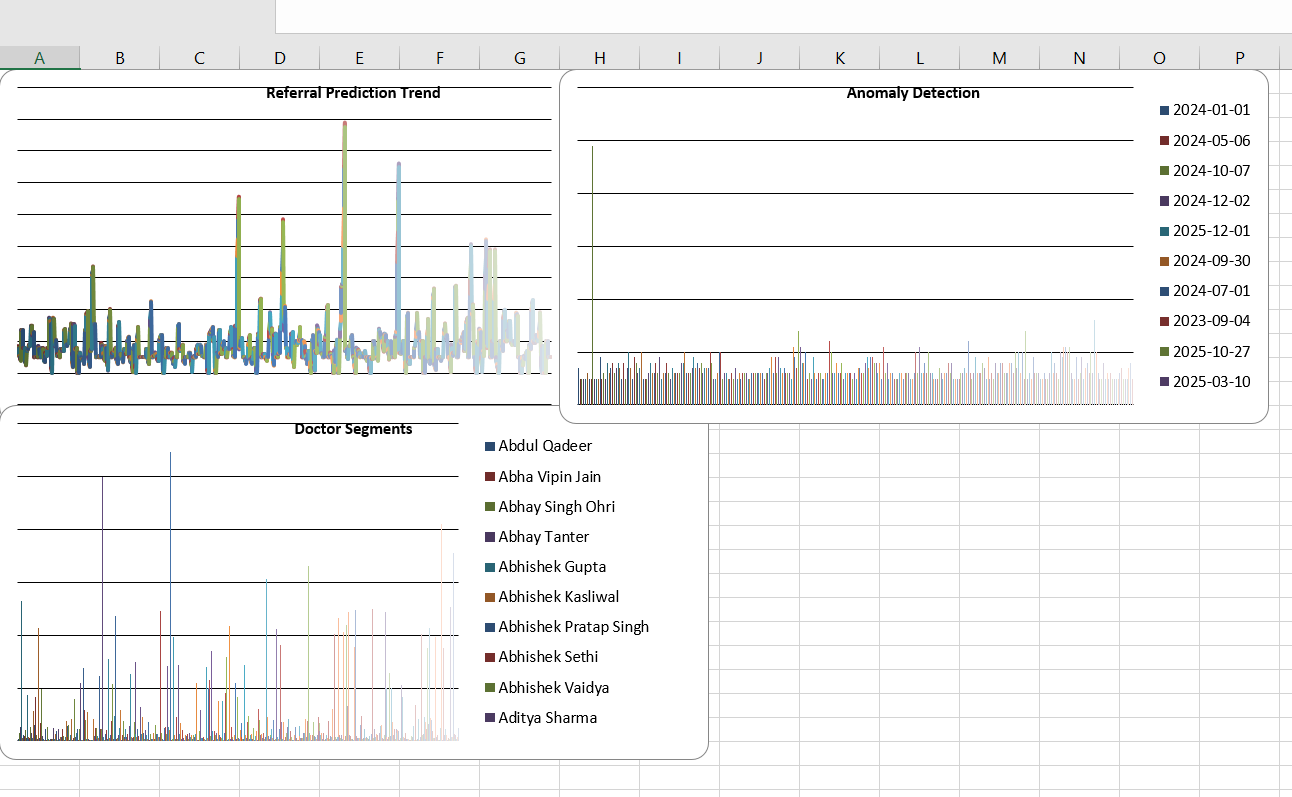 A B C D E F G H I J K L M N O P
Referral Prediction Trend
Anomaly Detection
2024-01-01
2024-05-06
2024-10-07
2024-12-02
2025-12-01
2024-09-30
2024-07-01
2023-09-04
2025-10-27
2025-03-10
Doctor Segments
Abdul Qadeer
Abha Vipin Jain
Abhay Singh Ohri
Abhay Tanter
Abhishek Gupta
Abhishek Kasliwal
Abhishek Pratap Singh
Abhishek Sethi
Abhishek Vaidya
Aditya Sharma